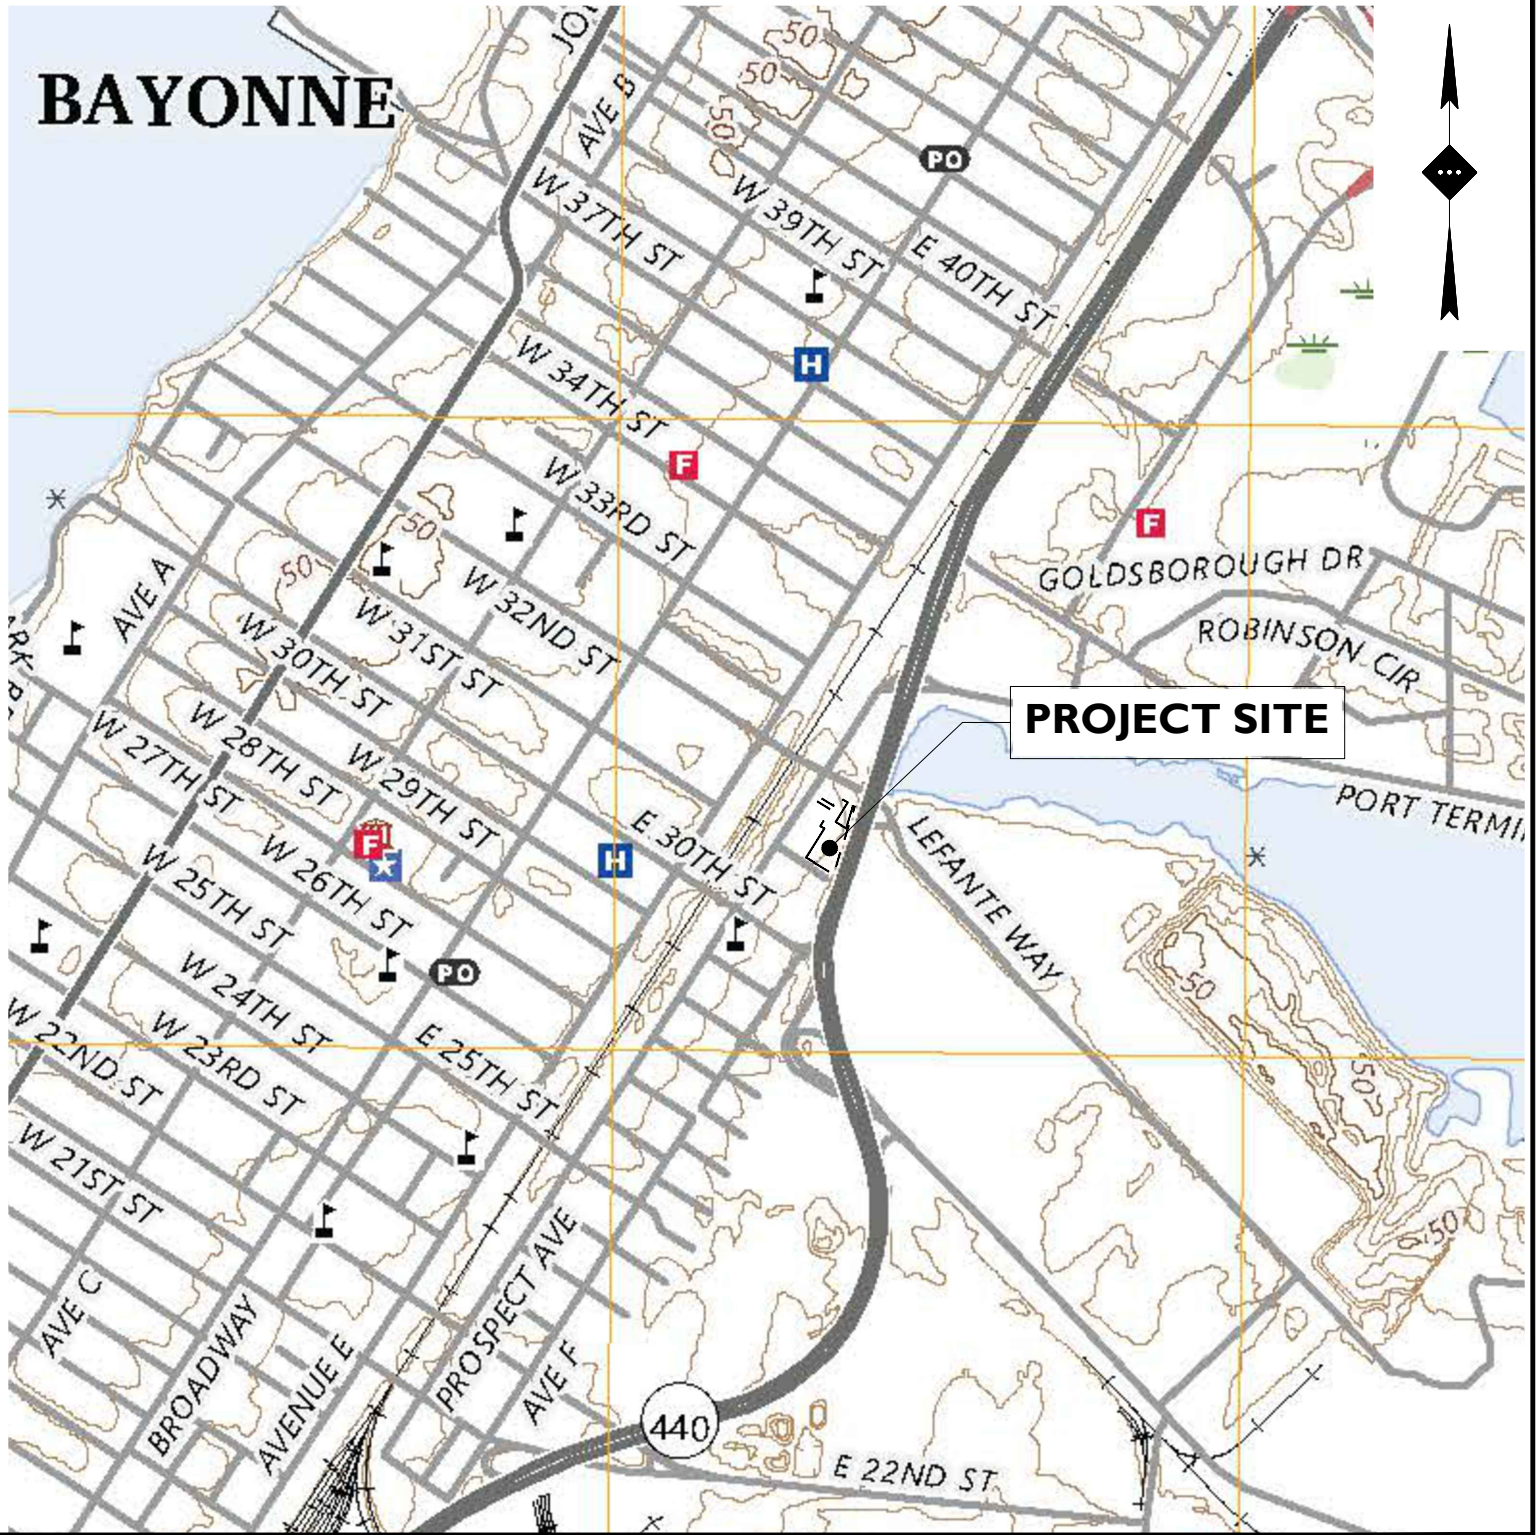 50
BAYONNE
AVE B
50
50
PO
W 37TH ST
W 39TH ST
E 40TH ST
H
W 34TH ST
F
W 33RD ST
F
50
50
GOLDSBOROUGH DR
AVE A
W 32ND ST
W 31ST ST
ROBINSON CIR
W 30TH ST
PROJECT SITE
W 28TH ST
W 27TH ST
W 29TH ST
PORT TERMI
E 30TH ST
LEFANTE WAY
F
H
W 26TH ST
W 25TH ST
PO
50
W 24TH ST
W 22ND ST
W 23RD ST
E 25TH ST
50
W 21ST ST
50
PROSPECT AVE
AVE C
BROADWAY
AVENUE E
AVE F
440
E 22ND ST